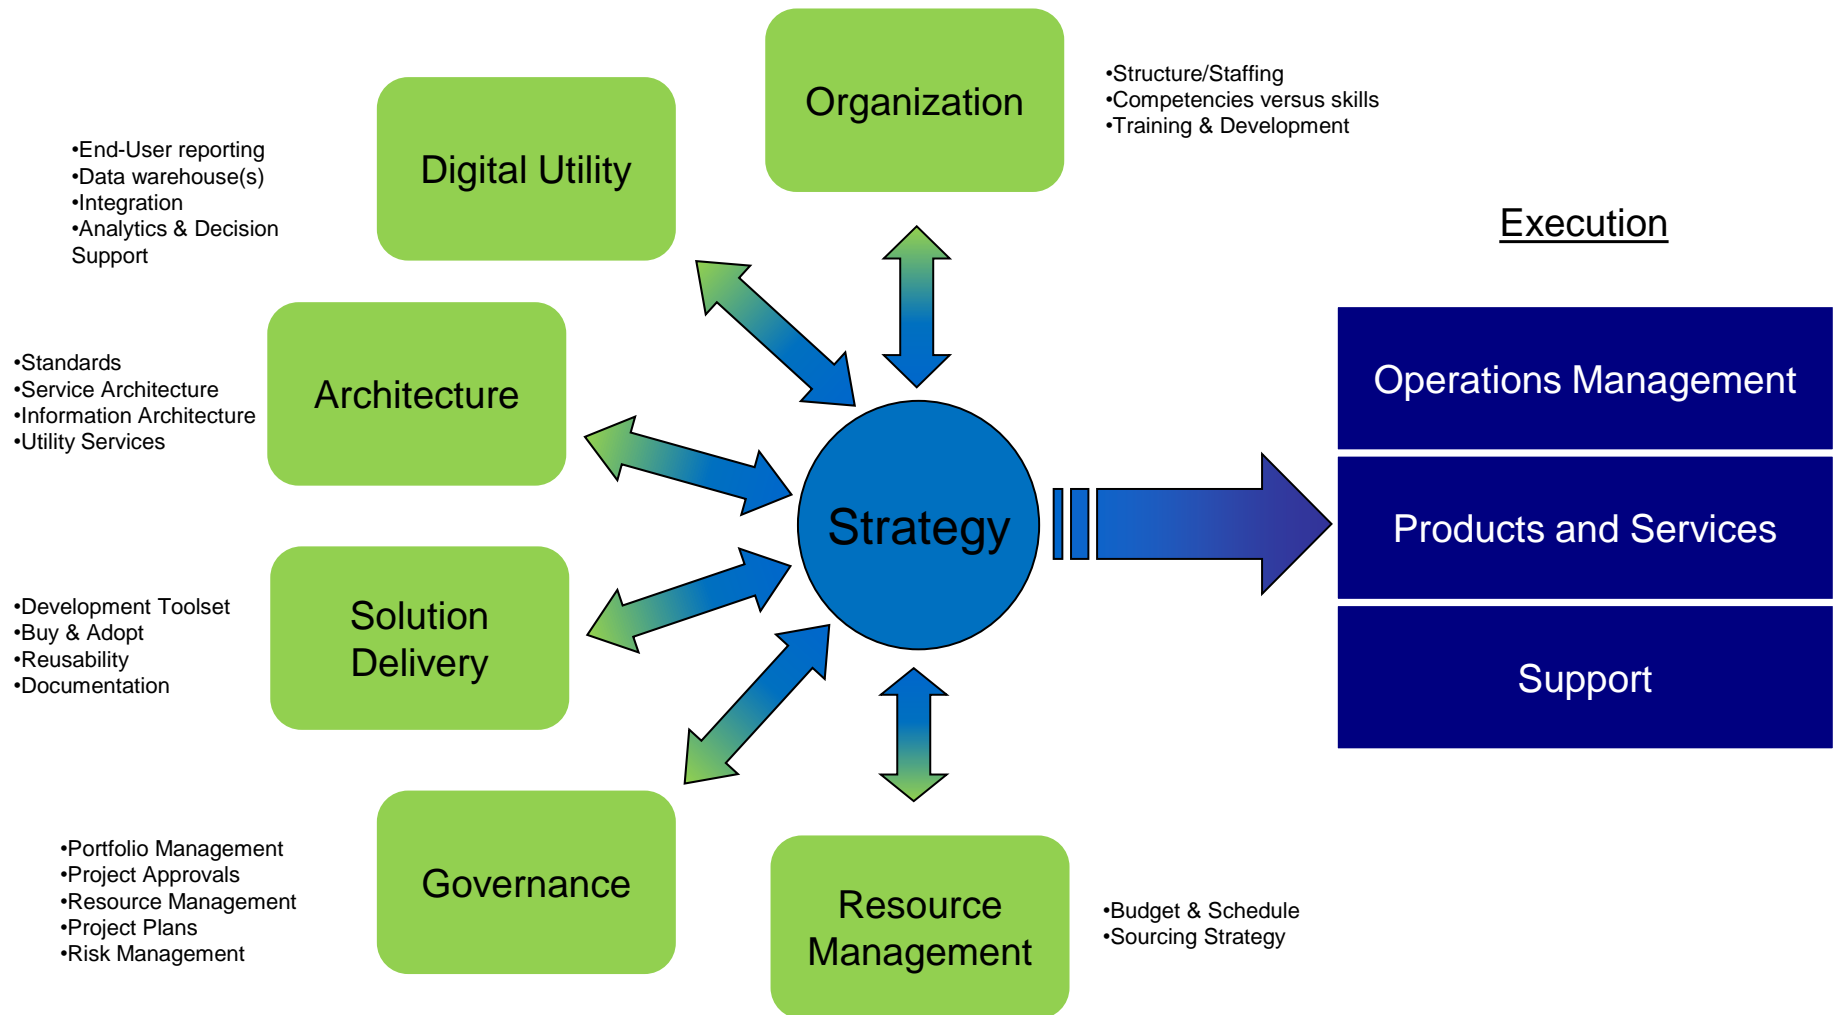 Organization
•Structure/Staffing
•Competencies versus skills
•Training & Development
Digital Utility
•End-User reporting
•Data warehouse(s)
•Integration
•Analytics & Decision
Support
Architecture
•Standards
•Service Architecture
•Information Architecture
•Utility Services
Solution
Delivery
•Development Toolset
•Buy & Adopt
•Reusability
•Documentation
Governance
•Portfolio Management
•Project Approvals
•Resource Management
•Project Plans
•Risk Management
Resource
Management
•Budget & Schedule
•Sourcing Strategy
Strategy
Execution
Operations Management
Products and Services
Support